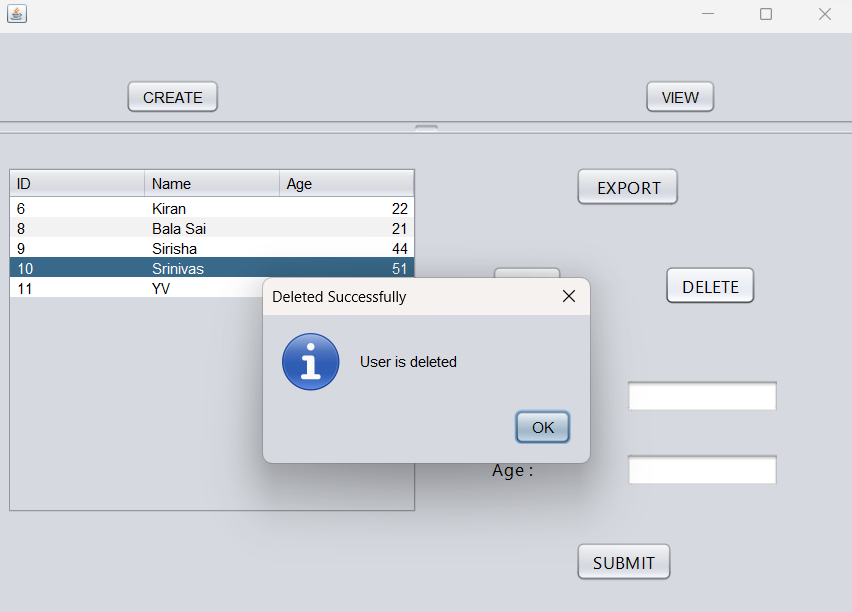 CREATE VIEW
ID Name Age
EXPORT
6 Kiran 22
8 Bala Sai 21
9 Sirisha 44
10 Srinivas 51
11 YV
DELETE
Deleted Successfully
User is deleted
OK
Age :
SUBMIT